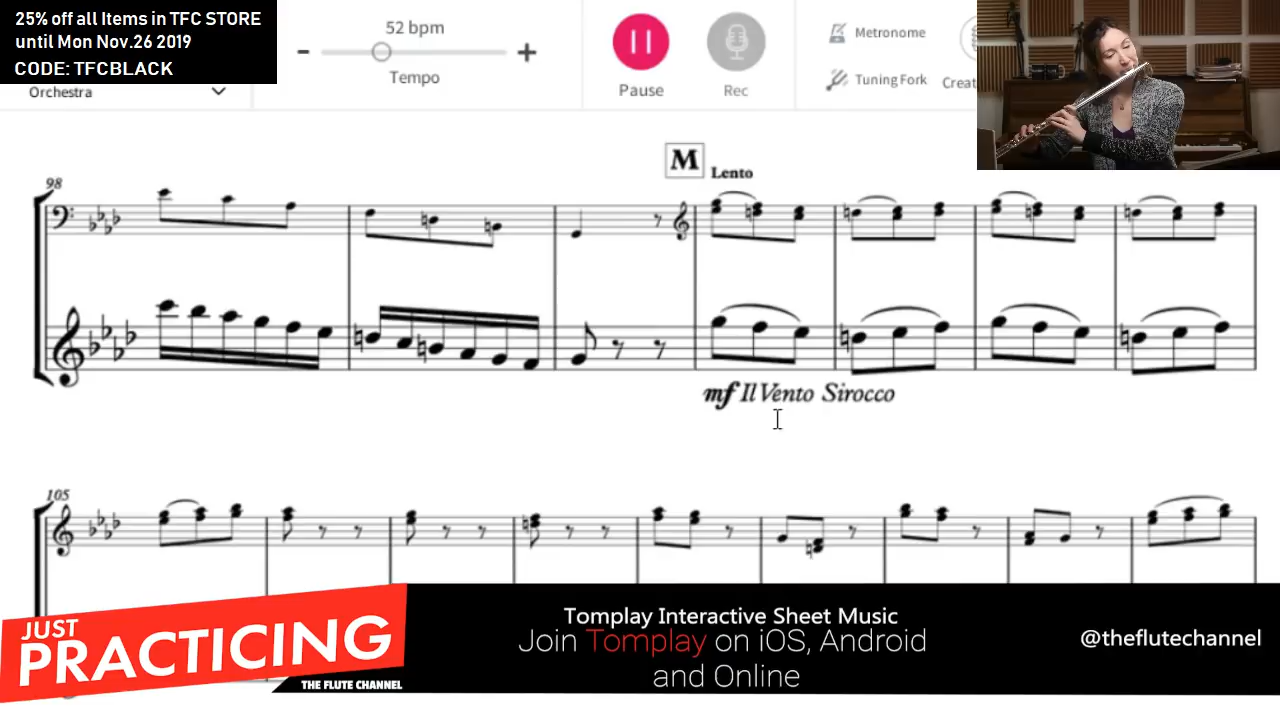 25% off all Items in TFC STORE
until Mon Nov.26 2019
CODE: TFCBLACK
Orchestra
52 bpm
Tempo
Pause
Rec
Metronome
Tuning Fork
Creat
M Lento
98
mf Il Vento Sirocco
105
JUST
PRACTICING
THE FLUTE CHANNEL
Tomplay Interactive Sheet Music
Join Tomplay on iOS, Android
and Online
@theflutechannel